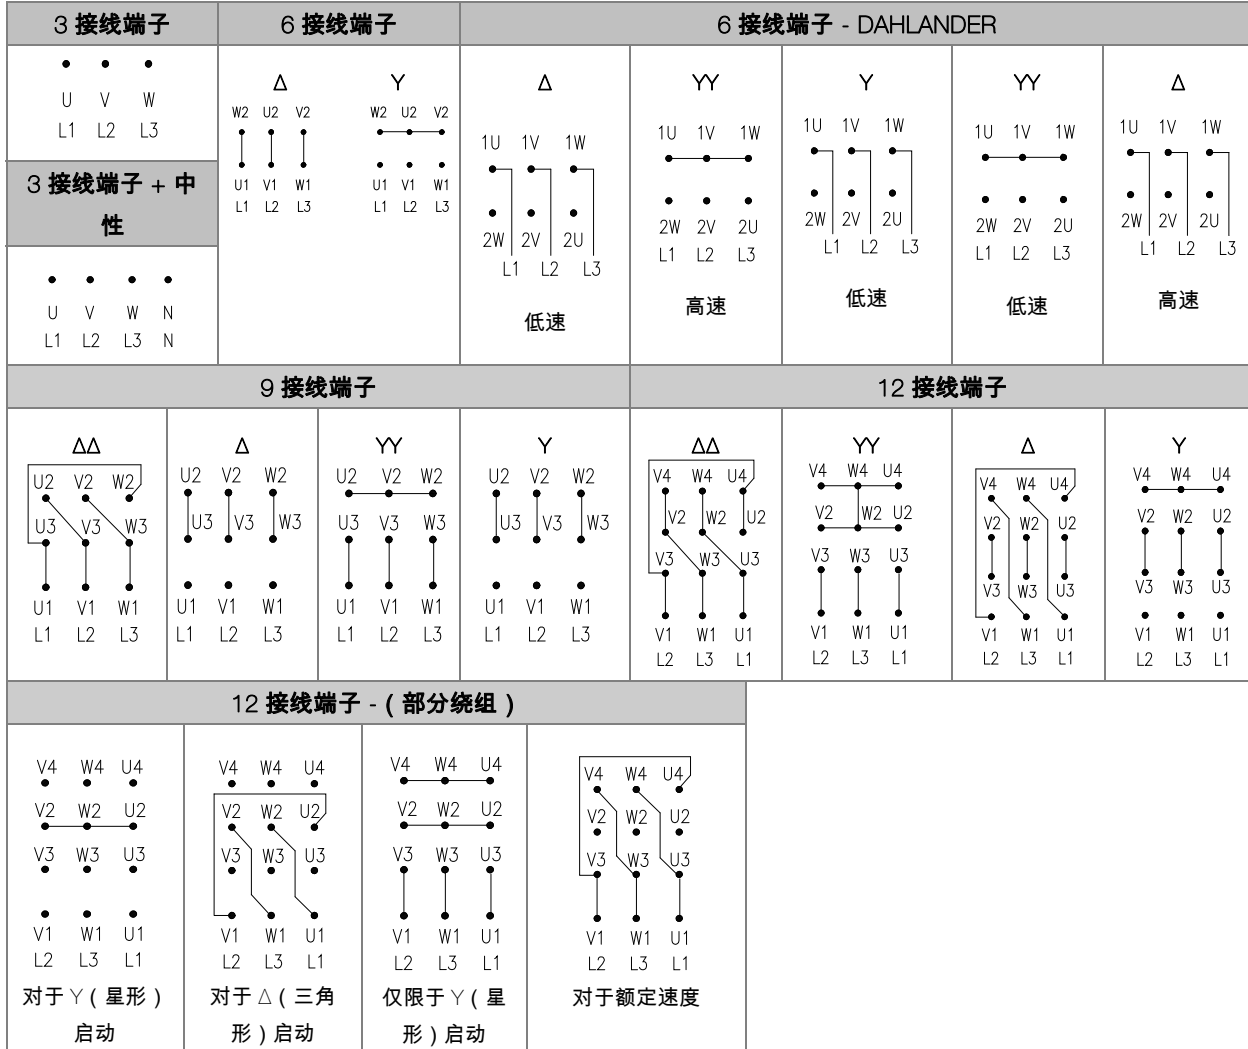 3 接线端子
U V W
L1 L2 L3
3 接线端子 + 中
性
U V W N
L1 L2 L3 N
6 接线端子
Δ Y
W2 U2 V2 W2 U2 V2
U1 V1 W1 U1 V1 W1
L1 L2 L3 L1 L2 L3
6 接线端子 - DAHLANDER
Δ
1U 1V 1W
2W 2V 2U
L1 L2 L3
低速
YY
1U 1V 1W
2W 2V 2U
L1 L2 L3
高速
Y
1U 1V 1W
2W 2V 2U
L1 L2 L3
低速
YY
1U 1V 1W
2W 2V 2U
L1 L2 L3
低速
Δ
1U 1V 1W
2W 2V 2U
L1 L2 L3
高速
9 接线端子
ΔΔ
U2 V2 W2
U3 V3 W3
U1 V1 W1
L1 L2 L3
Δ
U2 V2 W2
U3 V3 W3
U1 V1 W1
L1 L2 L3
YY
U2 V2 W2
U3 V3 W3
U1 V1 W1
L1 L2 L3
Y
U2 V2 W2
U3 V3 W3
U1 V1 W1
L1 L2 L3
12 接线端子
ΔΔ
V4 W4 U4
V2 W2 U2
V3 W3 U3
V1 W1 U1
L2 L3 L1
YY
V4 W4 U4
V2 W2 U2
V3 W3 U3
V1 W1 U1
L2 L3 L1
Δ
V4 W4 U4
V2 W2 U2
V3 W3 U3
V1 W1 U1
L2 L3 L1
Y
V4 W4 U4
V2 W2 U2
V3 W3 U3
V1 W1 U1
L2 L3 L1
12 接线端子 - ( 部分绕组 )
V4 W4 U4
V2 W2 U2
V3 W3 U3
V1 W1 U1
L2 L3 L1
对于 Y ( 星形 )
启动
V4 W4 U4
V2 W2 U2
V3 W3 U3
V1 W1 U1
L2 L3 L1
对于 Δ ( 三角
形 ) 启动
V4 W4 U4
V2 W2 U2
V3 W3 U3
V1 W1 U1
L2 L3 L1
仅限于 Y ( 星
形 ) 启动
V4 W4 U4
V2 W2 U2
V3 W3 U3
V1 W1 U1
L2 L3 L1
对于额定速度